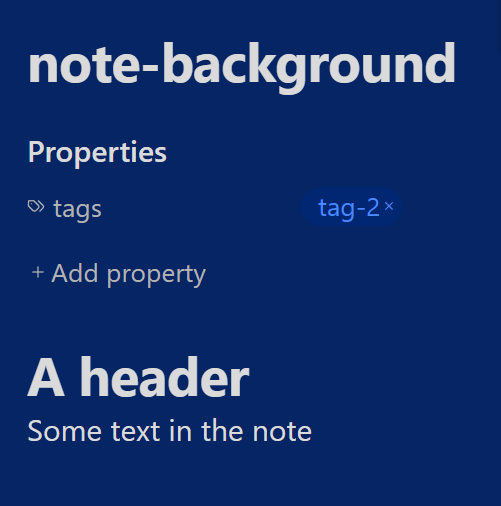 note-background
Properties
tags tag-2 ×
+ Add property
A header
Some text in the note